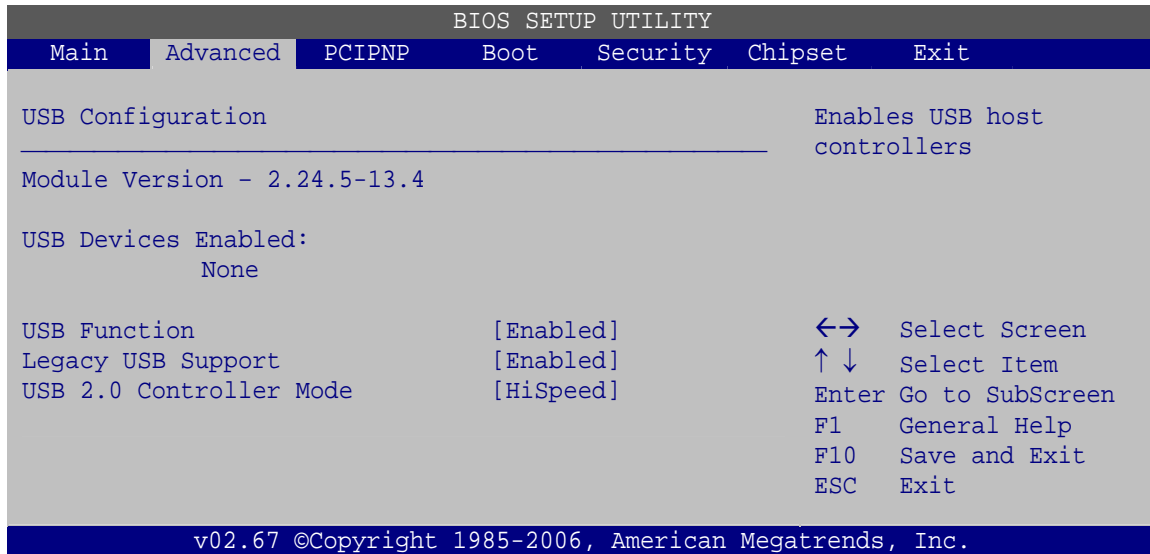 BIOS SETUP UTILITY
Main Advanced PCIPNP Boot Security Chipset Exit
USB Configuration
Module Version – 2.24.5-13.4
USB Devices Enabled:
None
USB Function [Enabled]
Legacy USB Support [Enabled]
USB 2.0 Controller Mode [HiSpeed]
Enables USB host
controllers
←→ Select Screen
↑ ↓ Select Item
Enter Go to SubScreen
F1 General Help
F10 Save and Exit
ESC Exit
v02.67 ©Copyright 1985-2006, American Megatrends, Inc.